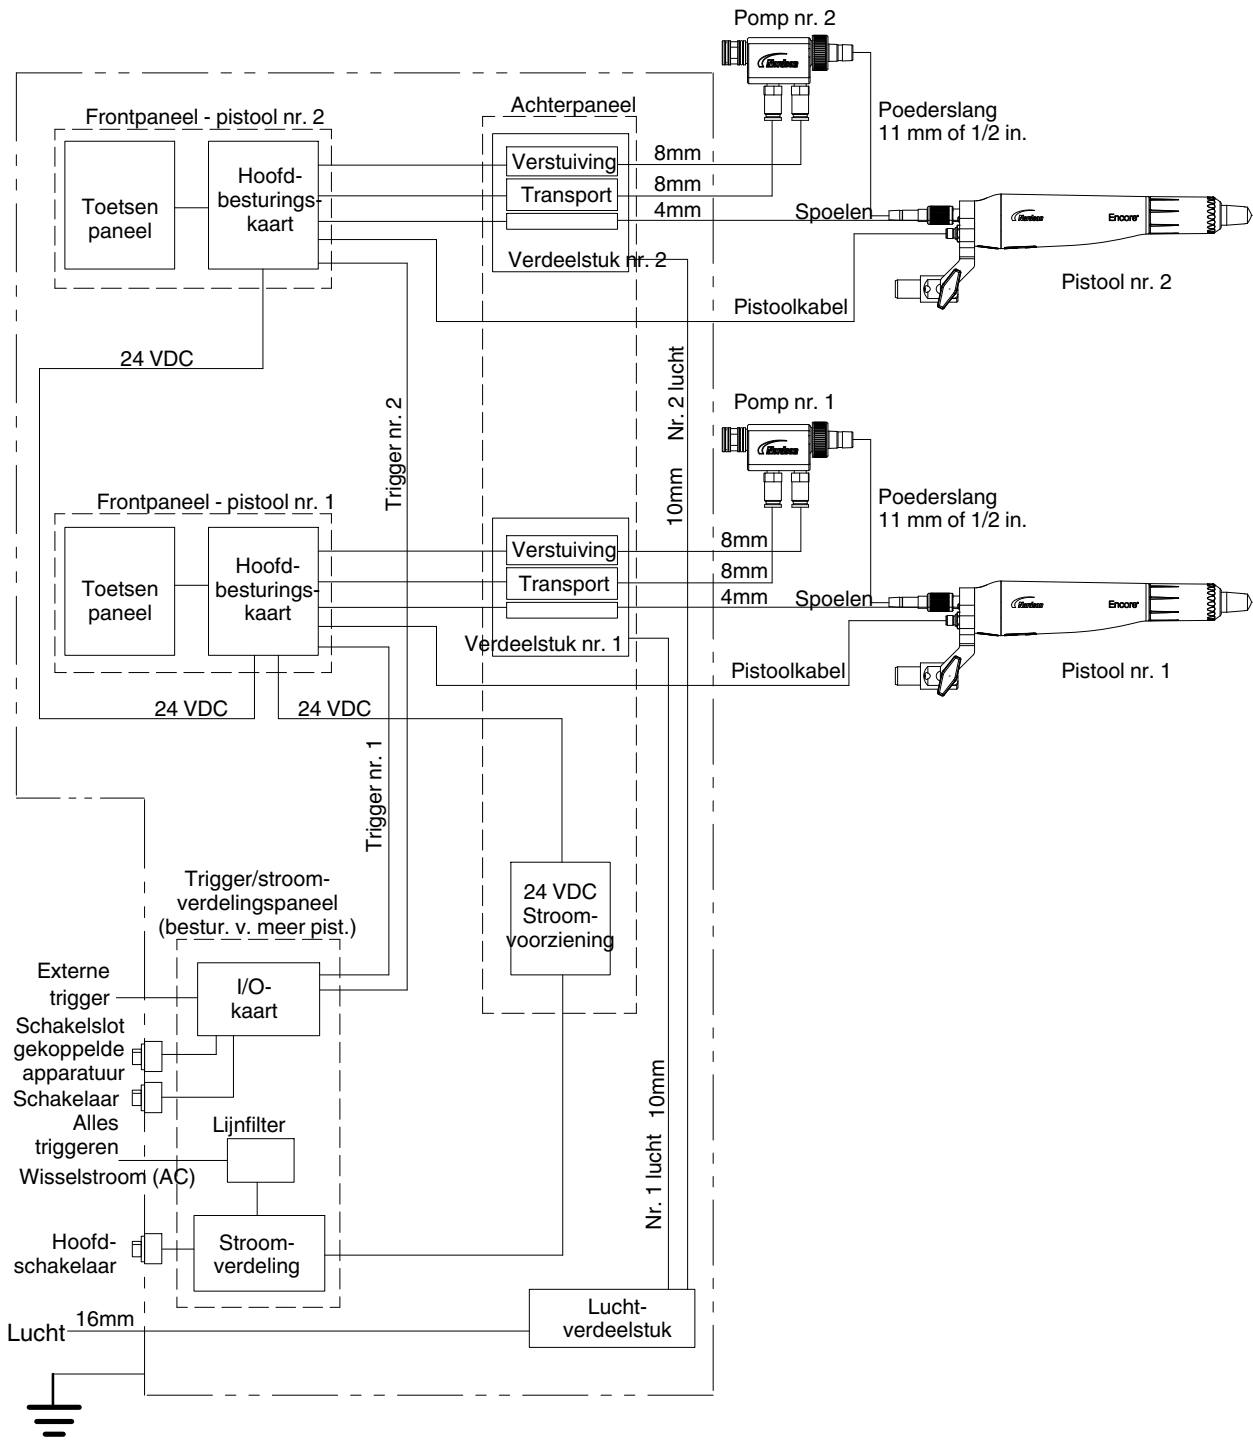 Pomp nr. 2
Nordson
Poederslang
11 mm of 1/2 in.
Achterpaneel
Frontpaneel - pistool nr. 2
Toetsen
paneel
Hoofd-
besturings-
kaart
Verstuiving
Transport
Verdeelstuk nr. 2
8mm
8mm
4mm
Spoelen
Nordson
Encore®
Pistool nr. 2
Pistoolkabel
24 VDC
Trigger nr. 2
10mm Nr. 2 lucht
Pomp nr. 1
Nordson
Poederslang
11 mm of 1/2 in.
Frontpaneel - pistool nr. 1
Toetsen
paneel
Hoofd-
besturings-
kaart
Verstuiving
Transport
Verdeelstuk nr. 1
8mm
8mm
4mm
Spoelen
Nordson
Encore®
Pistool nr. 1
Pistoolkabel
24 VDC
24 VDC
Trigger nr. 1
Trigger/stroom-
verdelingspaneel
(bestur. v. meer pist.)
24 VDC
Stroom-
voorziening
Externe
trigger
I/O-
kaart
Schakelslot
gekoppelde
apparatuur
Schakelaar
Alles
triggeren
Lijnfilter
Wisselstroom (AC)
Nr. 1 lucht 10mm
Hoofd-
schakelaar
Stroom-
verdeling
Lucht
16mm
Lucht-
verdeelstuk